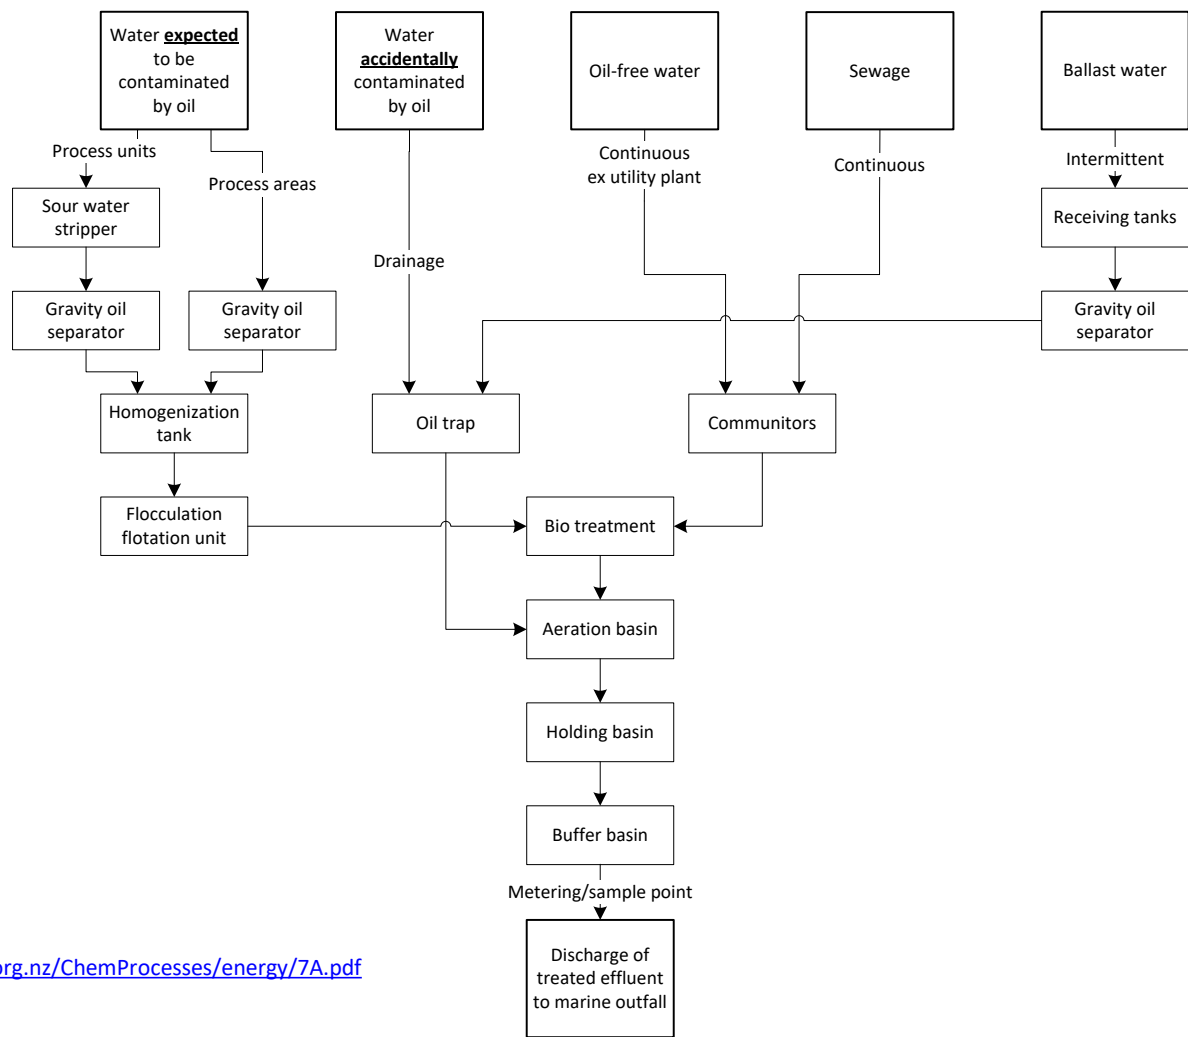 Water expected
to be
contaminated
by oil
Water
accidentally
contaminated
by oil
Oil-free water
Sewage
Ballast water
Process units
Process areas
Continuous
ex utility plant
Continuous
Intermittent
Sour water
stripper
Receiving tanks
Drainage
Gravity oil
separator
Gravity oil
separator
Gravity oil
separator
Homogenization
tank
Oil trap
Communitors
Flocculation
flotation unit
Bio treatment
Aeration basin
Holding basin
Buffer basin
Metering/sample point
Discharge of
treated effluent
to marine outfall
org.nz/ChemProcesses/energy/7A.pdf